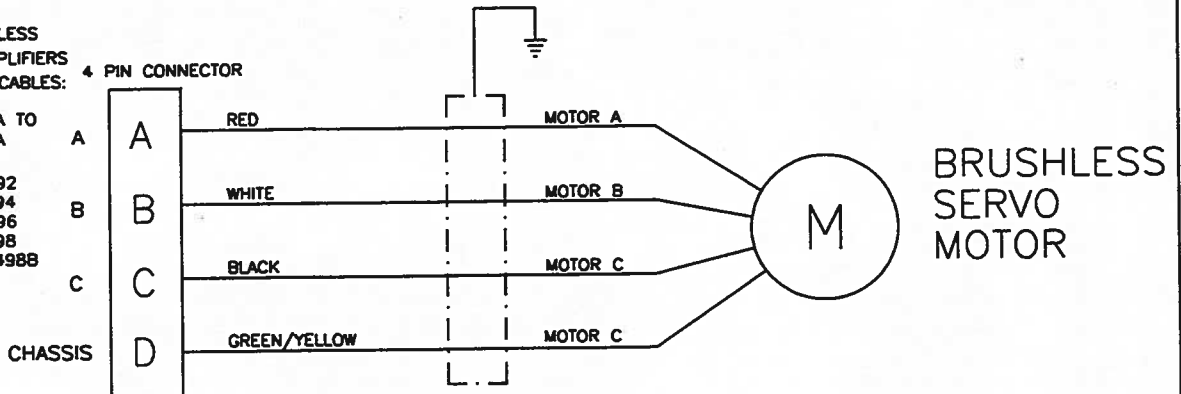 LESS
PLIFIERS
CABLES:
A TO
A
92
94
96
98
498B
4 PIN CONNECTOR
A A RED MOTOR A
B B WHITE MOTOR B
C C BLACK MOTOR C
CHASSIS D GREEN/YELLOW MOTOR C
M
BRUSHLESS
SERVO
MOTOR